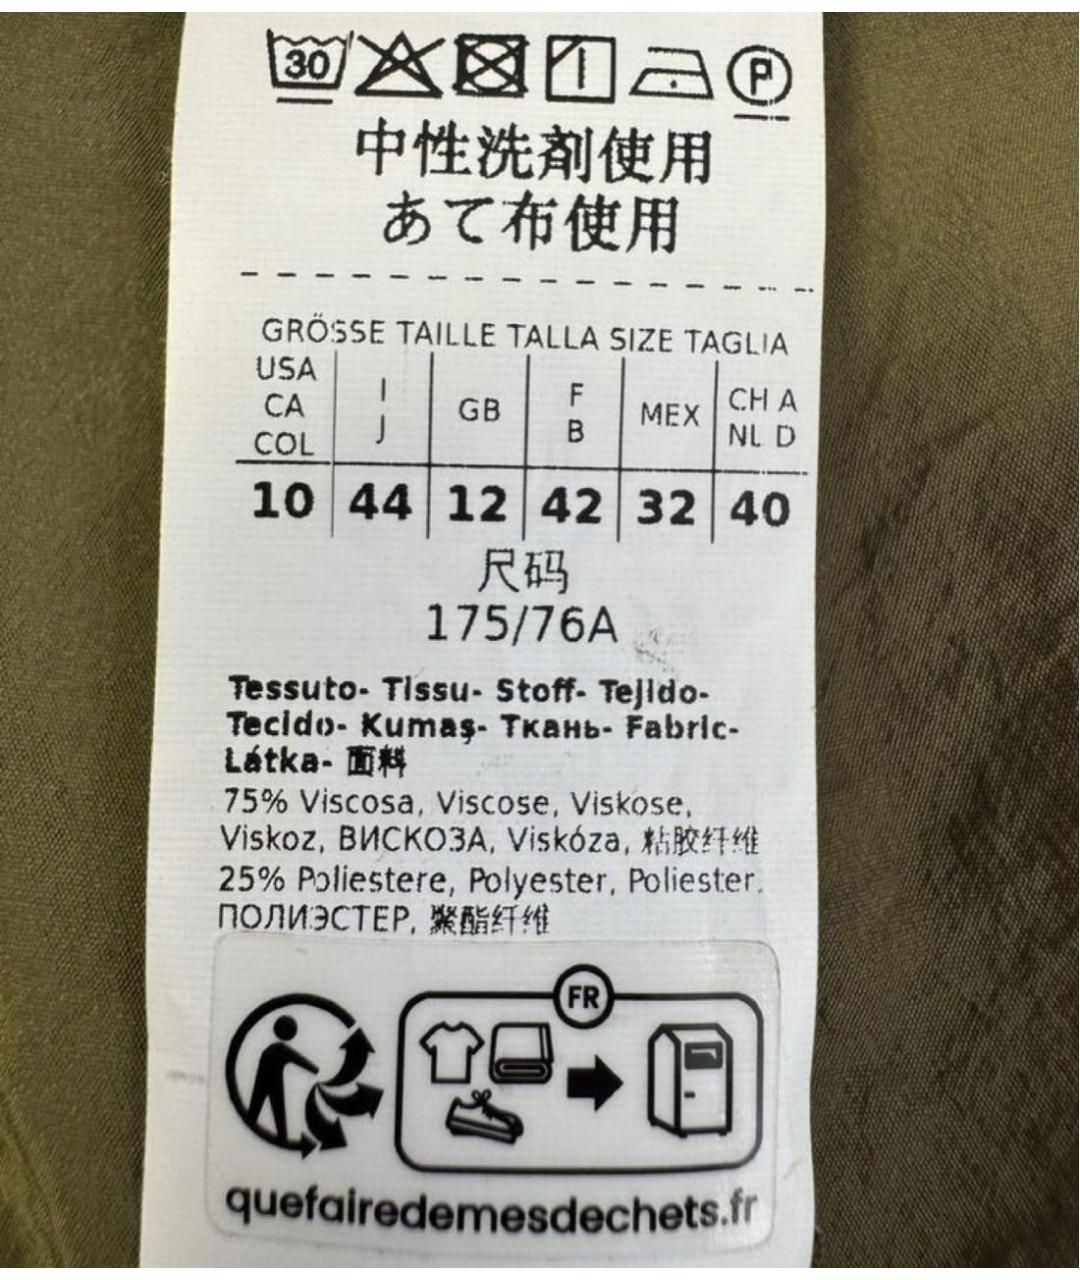 30 P
中性洗剤使用
あて布使用
GRÖSSE TAILLE TALLA SIZE TAGLIA
USA CA COL I J GB F B MEX CH A NL D
10 44 12 42 32 40
尺码
175/76A
Tessuto- Tissu- Stoff- Tejido-
Tecido- Kumaş- Ткань- Fabric-
Látka- 面料
75% Viscosa, Viscose, Viskose,
Viskoz, ВИСКОЗА, Viskóza, 粘胶纤维
25% Poliestere, Polyester, Poliester,
ПОЛИЭСТЕР, 聚酯纤维
FR
quefairedemesdechets.fr